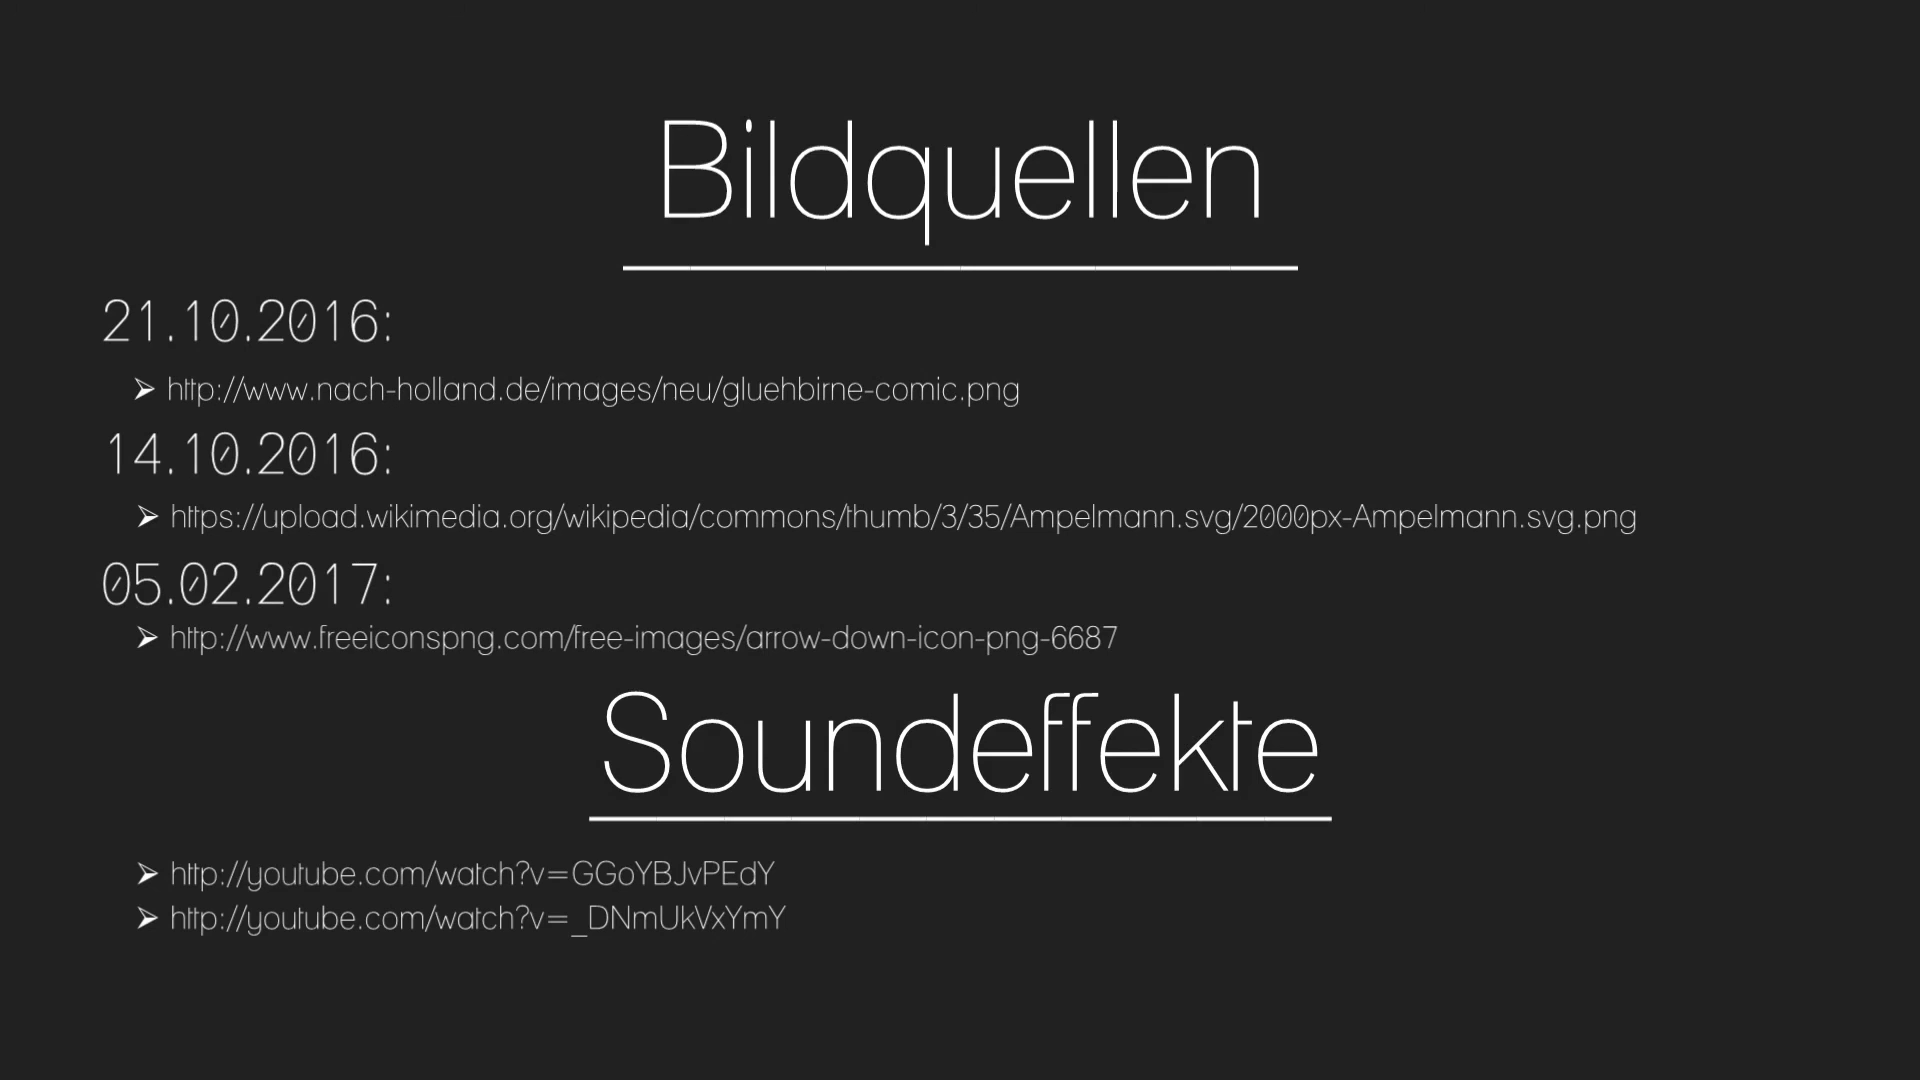 Bildquellen
21.10.2016:
➢ http://www.nach-holland.de/images/neu/gluehbirne-comic.png
14.10.2016:
➢ https://upload.wikimedia.org/wikipedia/commons/thumb/3/35/Ampelmann.svg/2000px-Ampelmann.svg.png
05.02.2017:
➢ http://www.freeiconspng.com/free-images/arrow-down-icon-png-6687
Soundeffekte
➢ http://youtube.com/watch?v=GGoYBJvPEdY
➢ http://youtube.com/watch?v=_DNmUkVxYmY